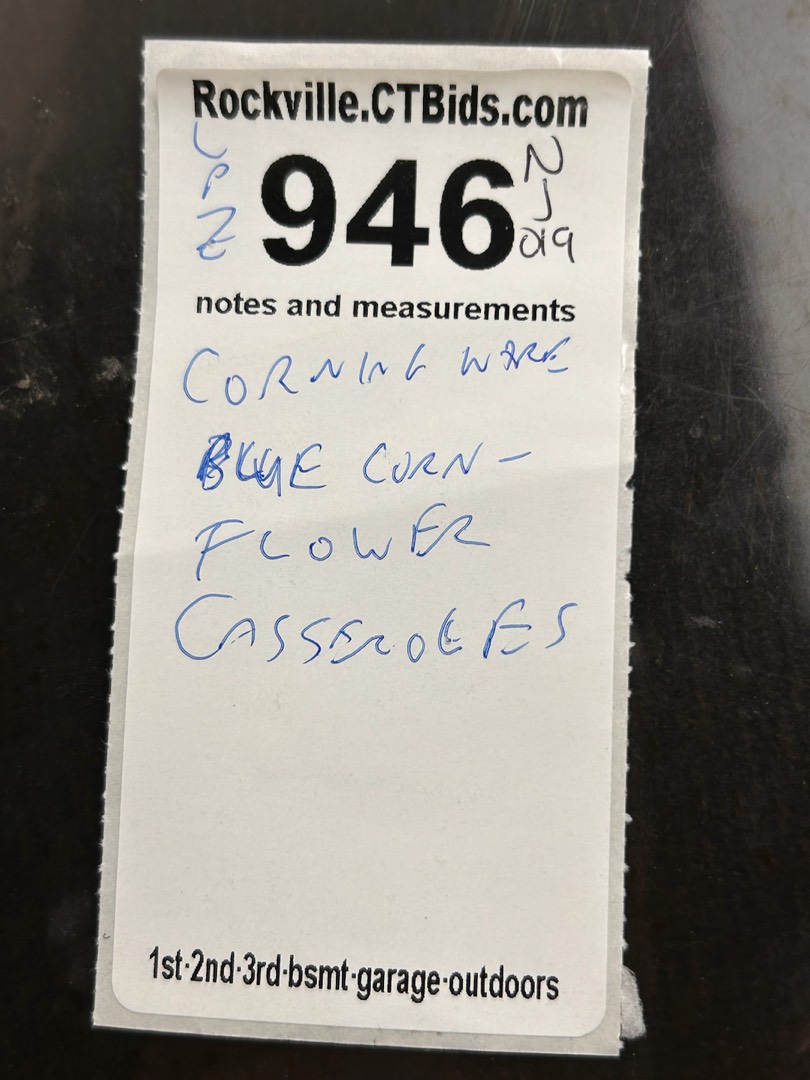 Rockville.CTBids.com
L
P
Z
946
N
J
019
notes and measurements
CORNING WARE
BLUE CORN-
FLOWER
CASSEROLES
1st·2nd·3rd·bsmt·garage·outdoors